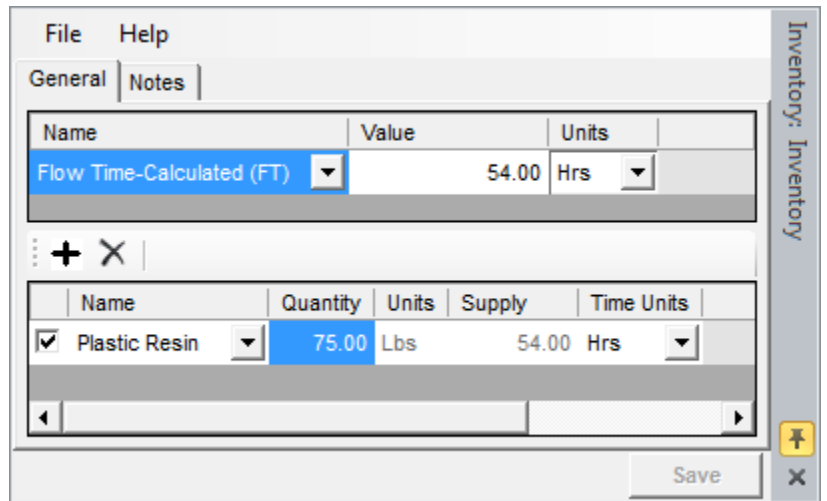 File Help
General Notes
Name Value Units
Flow Time-Calculated (FT) 54.00 Hrs
Name Quantity Units Supply Time Units
Plastic Resin 75.00 Lbs 54.00 Hrs
Save
Inventory: Inventory